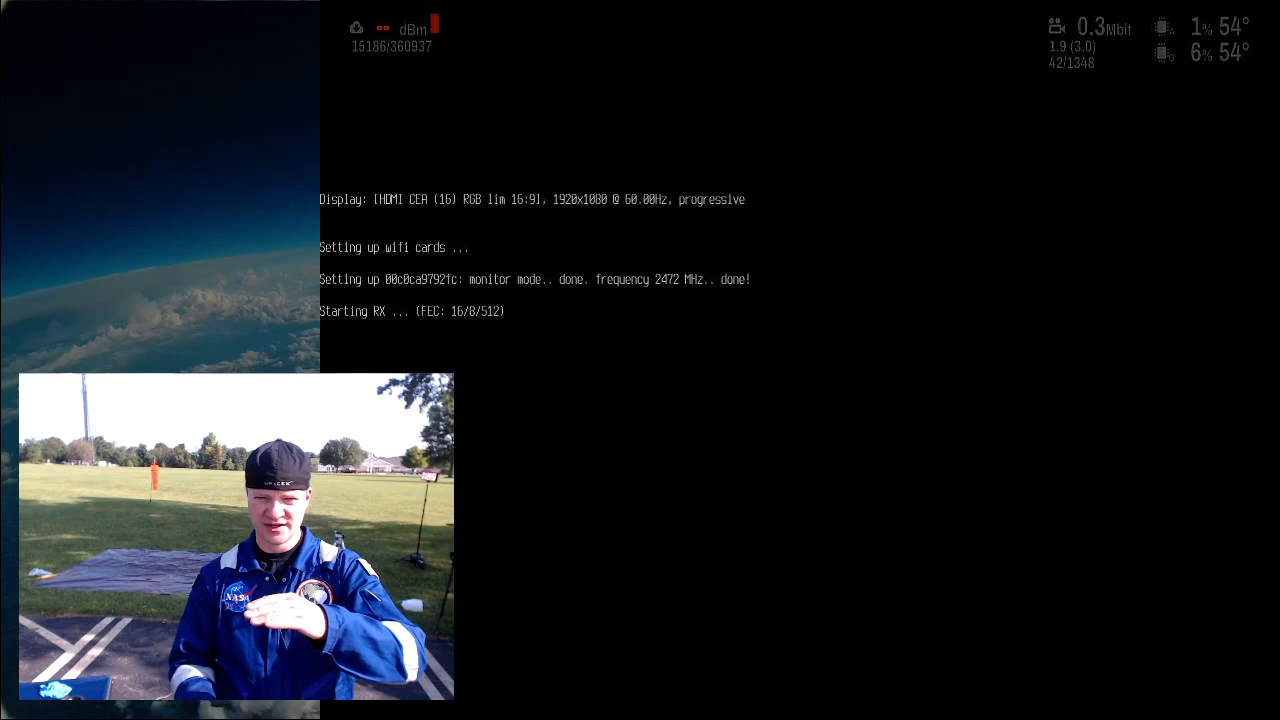 -- dBm
15186/360937
0.3Mbit
1.9 (3.0)
42/1348
A 1% 54°
G 6% 54°
Display: [HDMI CEA (16) RGB lim 16:9], 1920x1080 @ 60.00Hz, progressive
Setting up wifi cards ...
Setting up 00c0ca9792fc: monitor mode.. done. frequency 2472 MHz.. done!
Starting RX ... (FEC: 16/8/512)
SPACEX
NASA